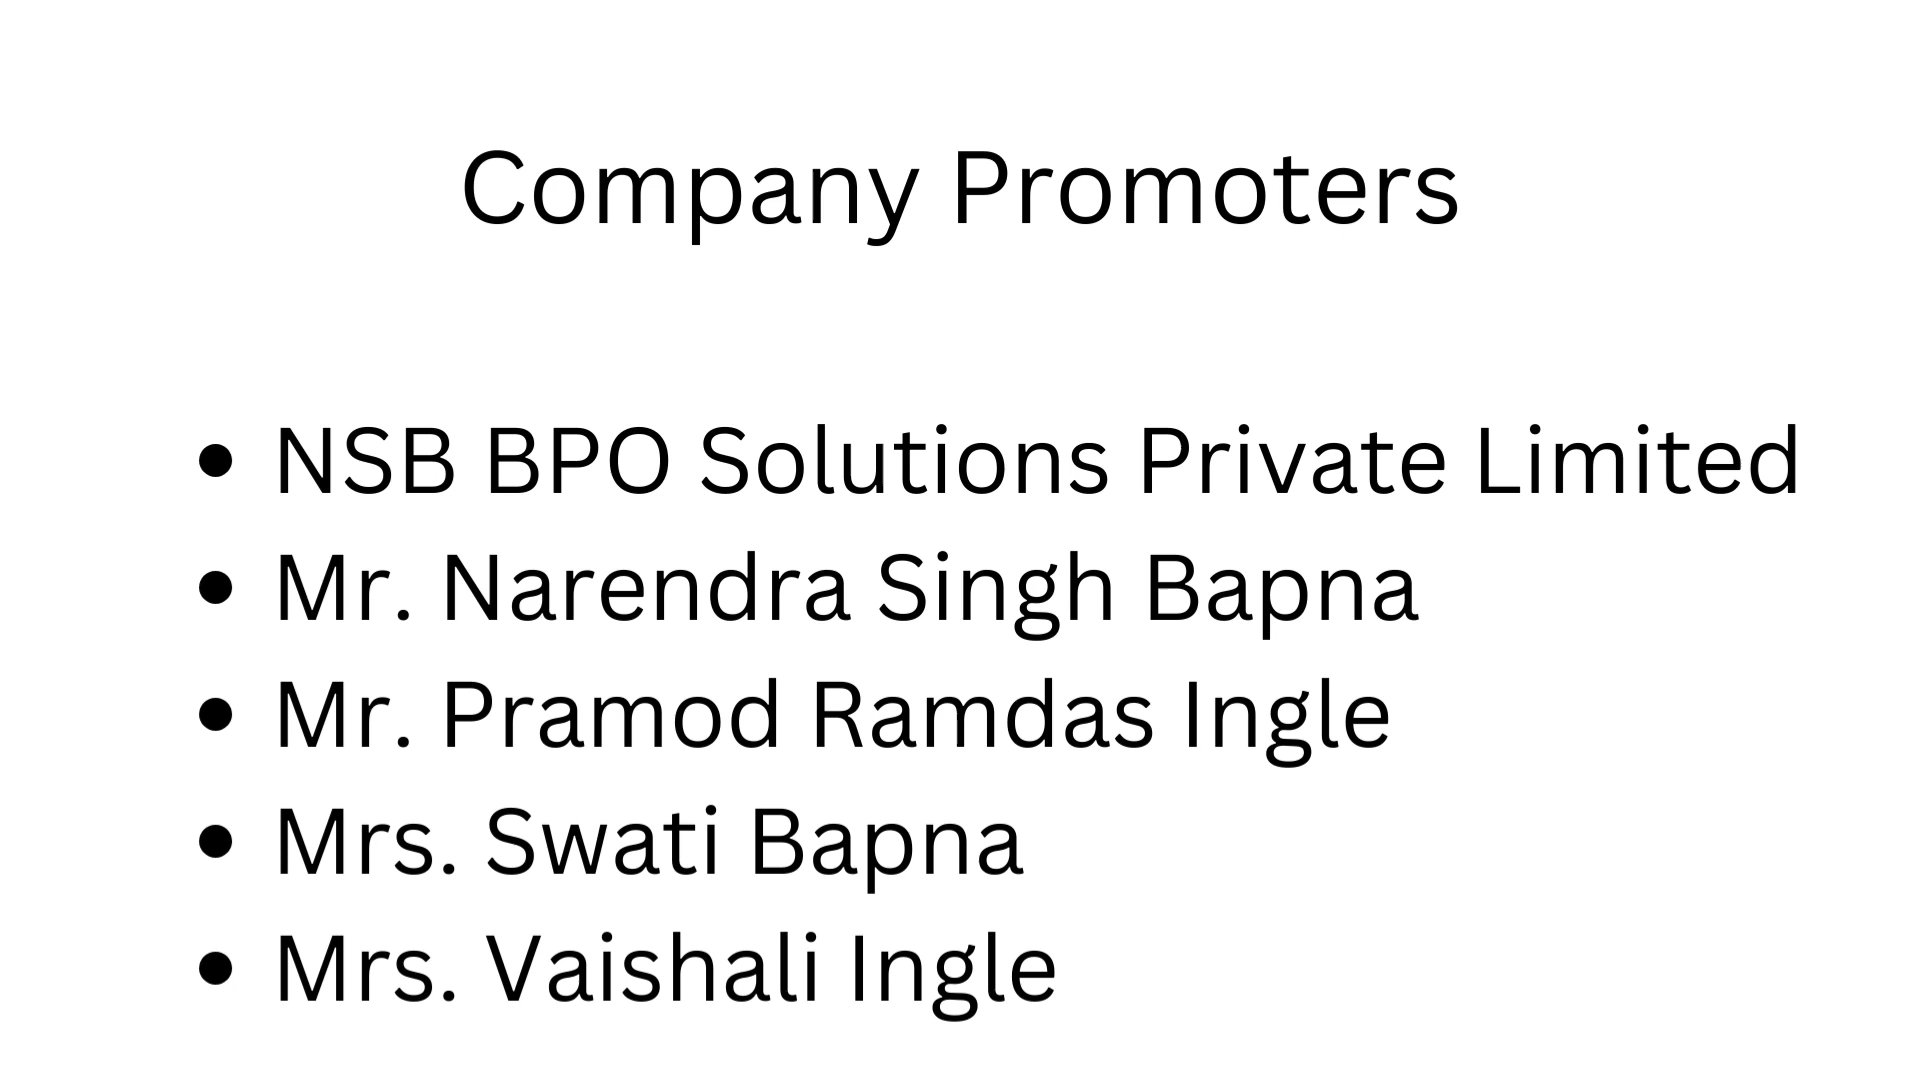 Company Promoters
• NSB BPO Solutions Private Limited
• Mr. Narendra Singh Bapna
• Mr. Pramod Ramdas Ingle
• Mrs. Swati Bapna
• Mrs. Vaishali Ingle